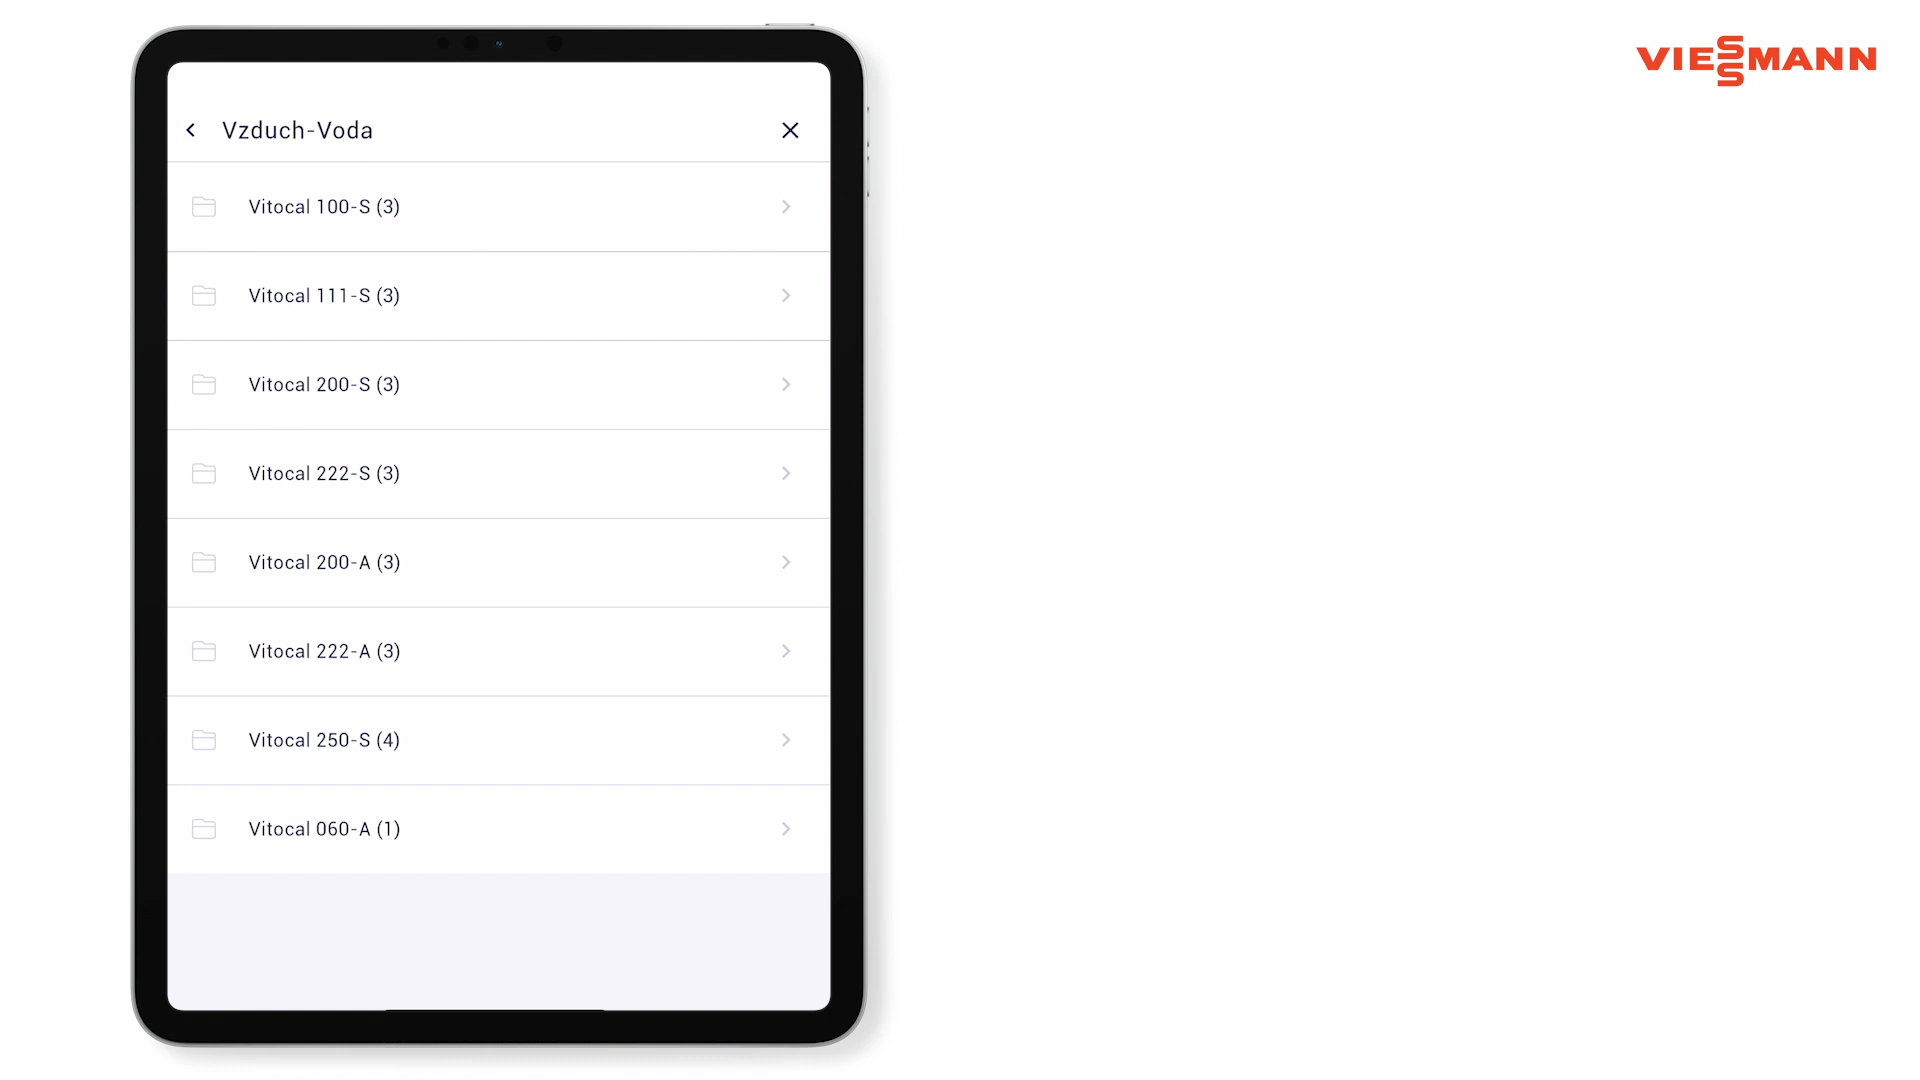 VIESSMANN
Vzduch-Voda
Vitocal 100-S (3)
Vitocal 111-S (3)
Vitocal 200-S (3)
Vitocal 222-S (3)
Vitocal 200-A (3)
Vitocal 222-A (3)
Vitocal 250-S (4)
Vitocal 060-A (1)